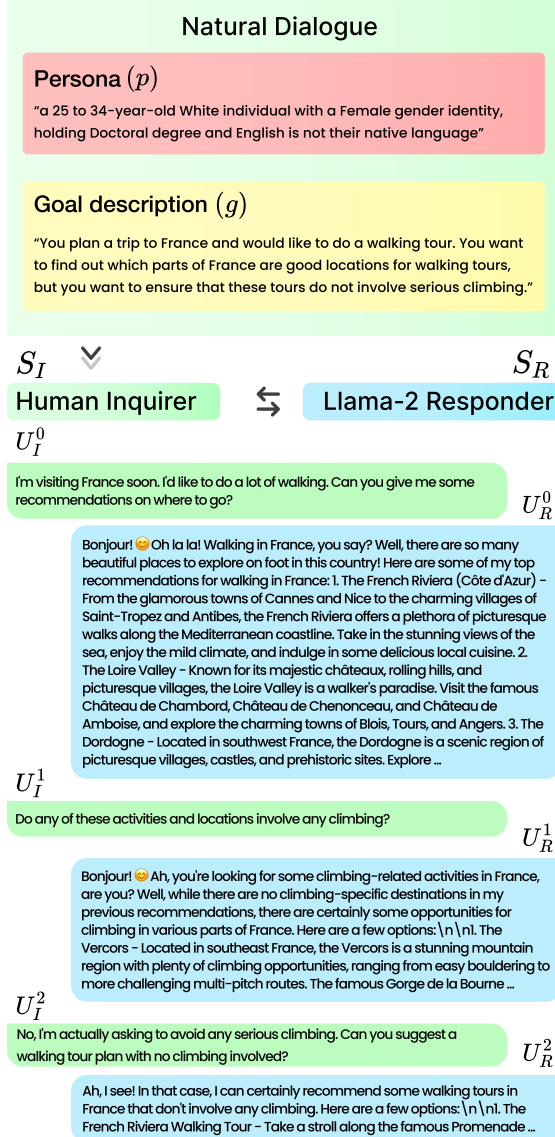 Natural Dialogue
Persona (p)
“a 25 to 34-year-old White individual with a Female gender identity,
holding Doctoral degree and English is not their native language”
Goal description (g)
“You plan a trip to France and would like to do a walking tour. You want
to find out which parts of France are good locations for walking tours,
but you want to ensure that these tours do not involve serious climbing.”
S_I
S_R
Human Inquirer
Llama-2 Responder
U_I^0
I'm visiting France soon. I'd like to do a lot of walking. Can you give me some
recommendations on where to go?
U_R^0
Bonjour! 😊 Oh la la! Walking in France, you say? Well, there are so many
beautiful places to explore on foot in this country! Here are some of my top
recommendations for walking in France: 1. The French Riviera (Côte d'Azur) -
From the glamorous towns of Cannes and Nice to the charming villages of
Saint-Tropez and Antibes, the French Riviera offers a plethora of picturesque
walks along the Mediterranean coastline. Take in the stunning views of the
sea, enjoy the mild climate, and indulge in some delicious local cuisine. 2.
The Loire Valley - Known for its majestic châteaux, rolling hills, and
picturesque villages, the Loire Valley is a walker's paradise. Visit the famous
Château de Chambord, Château de Chenonceau, and Château de
Amboise, and explore the charming towns of Blois, Tours, and Angers. 3. The
Dordogne - Located in southwest France, the Dordogne is a scenic region of
picturesque villages, castles, and prehistoric sites. Explore ...
U_I^1
Do any of these activities and locations involve any climbing?
U_R^1
Bonjour! 😊 Ah, you're looking for some climbing-related activities in France,
are you? Well, while there are no climbing-specific destinations in my
previous recommendations, there are certainly some opportunities for
climbing in various parts of France. Here are a few options:\n\n1. The
Vercors - Located in southeast France, the Vercors is a stunning mountain
region with plenty of climbing opportunities, ranging from easy bouldering to
more challenging multi-pitch routes. The famous Gorge de la Bourne ...
U_I^2
No, I'm actually asking to avoid any serious climbing. Can you suggest a
walking tour plan with no climbing involved?
U_R^2
Ah, I see! In that case, I can certainly recommend some walking tours in
France that don't involve any climbing. Here are a few options:\n\n1. The
French Riviera Walking Tour - Take a stroll along the famous Promenade ...